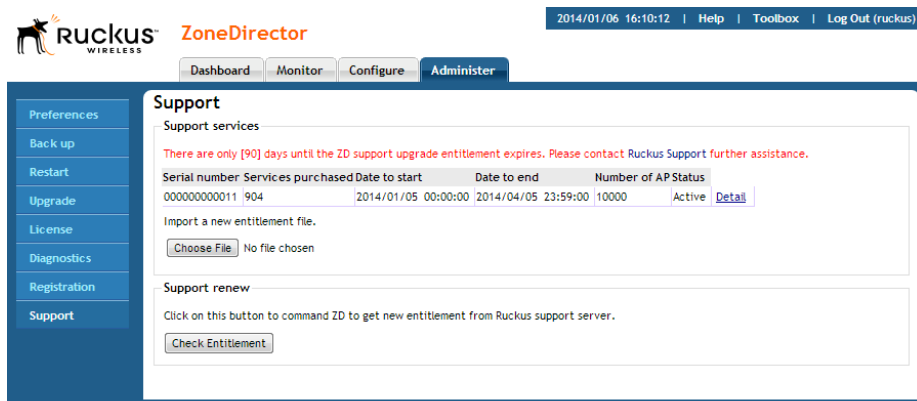 2014/01/06 16:10:12 | Help | Toolbox | Log Out (ruckus)
Ruckus WIRELESS ZoneDirector
Dashboard Monitor Configure Administer
Preferences
Back up
Restart
Upgrade
License
Diagnostics
Registration
Support
Support
Support services
There are only [90] days until the ZD support upgrade entitlement expires. Please contact Ruckus Support further assistance.
Serial number Services purchased Date to start Date to end Number of AP Status
000000000011 904 2014/01/05 00:00:00 2014/04/05 23:59:00 10000 Active Detail
Import a new entitlement file.
Choose File No file chosen
Support renew
Click on this button to command ZD to get new entitlement from Ruckus support server.
Check Entitlement